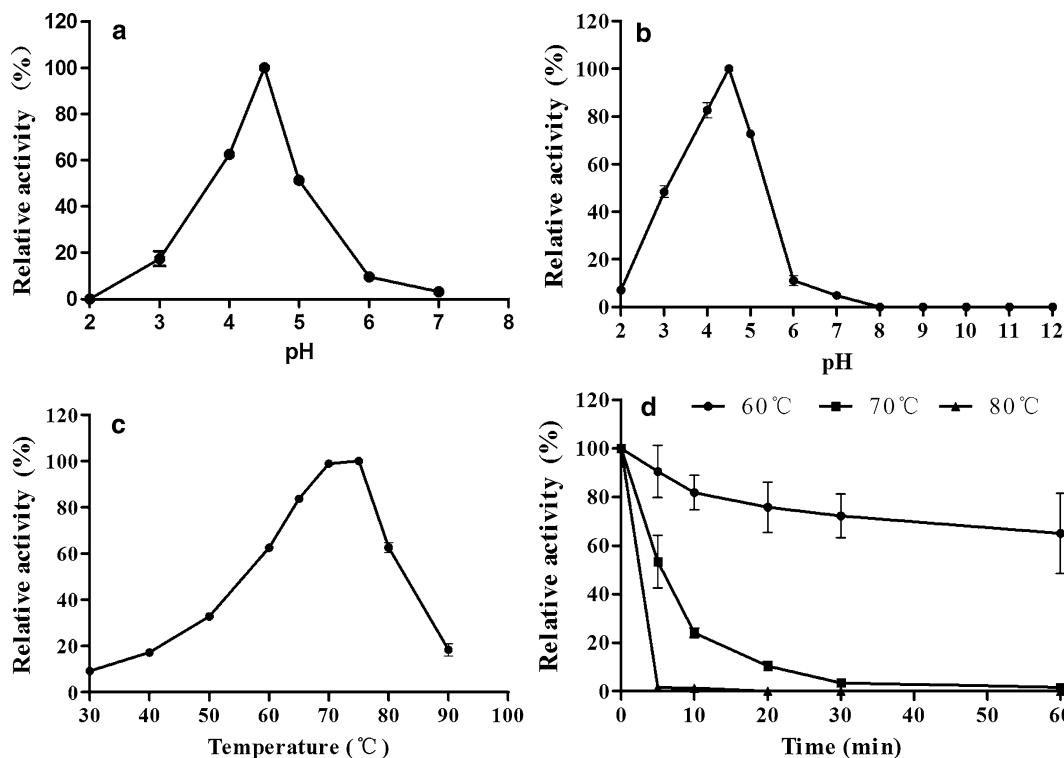 a
Relative activity (%)
120
100
80
60
40
20
0
2 3 4 5 6 7 8
pH
b
Relative activity (%)
120
100
80
60
40
20
0
2 3 4 5 6 7 8 9 10 11 12
pH
c
Relative activity (%)
120
100
80
60
40
20
0
30 40 50 60 70 80 90 100
Temperature (℃)
d
60℃ 70℃ 80℃
Relative activity (%)
120
100
80
60
40
20
0
0 10 20 30 40 50
Time (min)